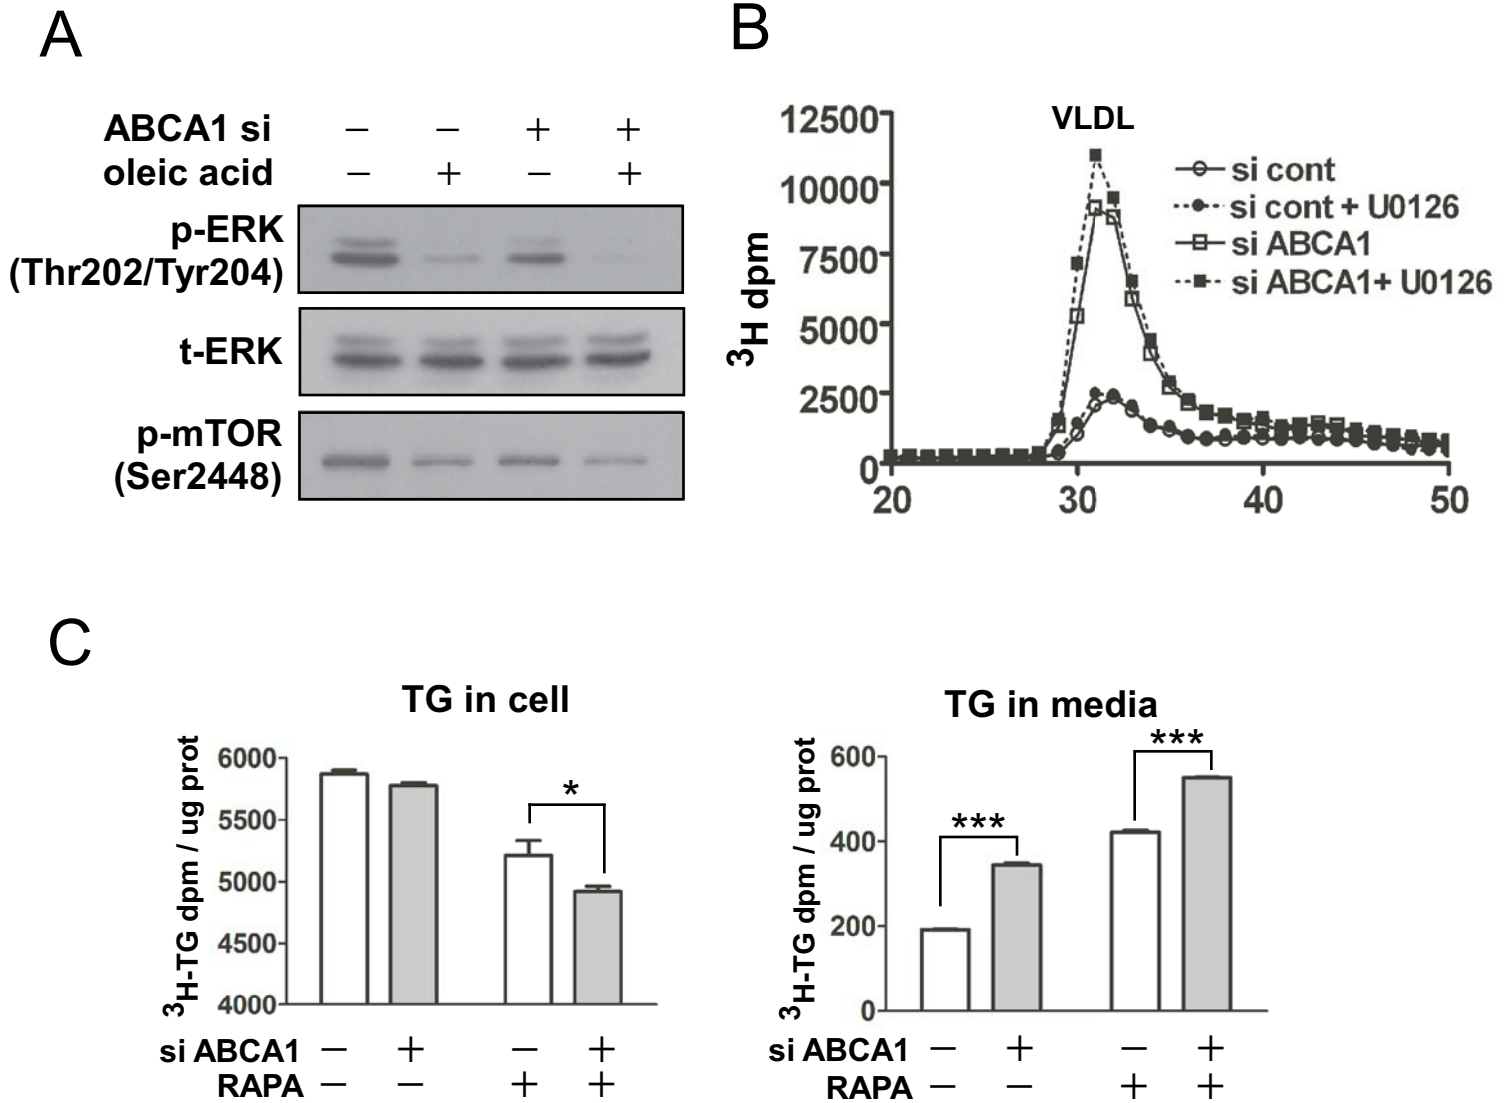 A
ABCA1 si − − + +
oleic acid − + − +
p-ERK
(Thr202/Tyr204)
t-ERK
p-mTOR
(Ser2448)
B
VLDL
³H dpm
12500
10000
7500
5000
2500
0
20 30 40 50
si cont
si cont + U0126
si ABCA1
si ABCA1+ U0126
C
TG in cell
³H-TG dpm / ug prot
6000
5500
5000
4500
4000
*
si ABCA1 − + − +
RAPA − − + +
TG in media
³H-TG dpm / ug prot
600
400
200
0
***
***
si ABCA1 − + − +
RAPA − − + +